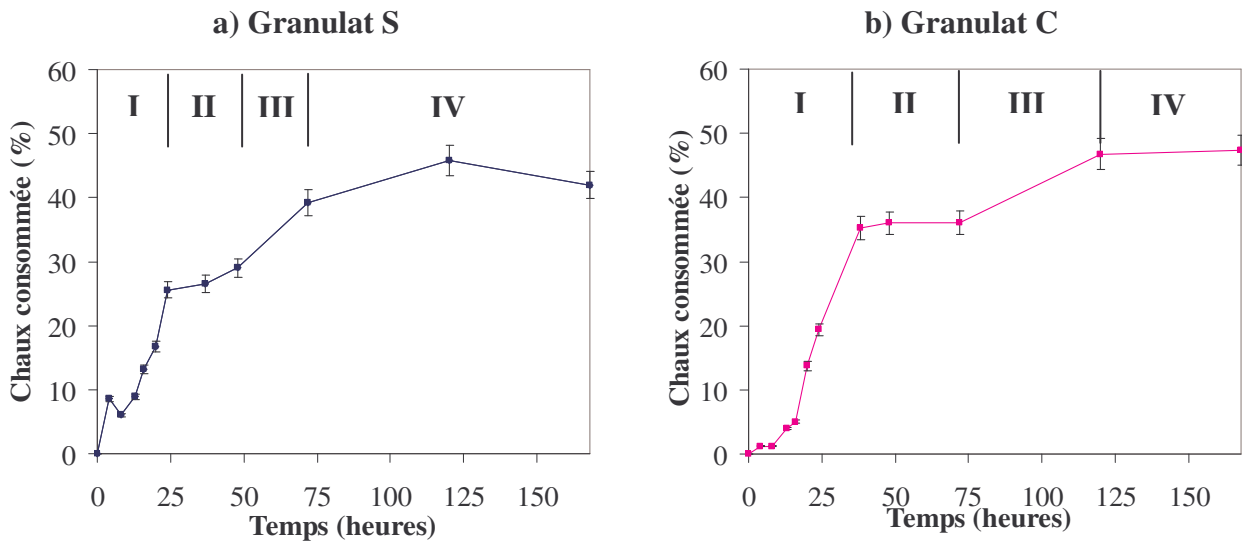 a) Granulat S
60
50
40
30
20
10
0
Chaux consommée (%)
I II III IV
0 25 50 75 100 125 150
Temps (heures)
b) Granulat C
60
50
40
30
20
10
0
Chaux consommée (%)
I II III IV
0 25 50 75 100 125 150
Temps (heures)